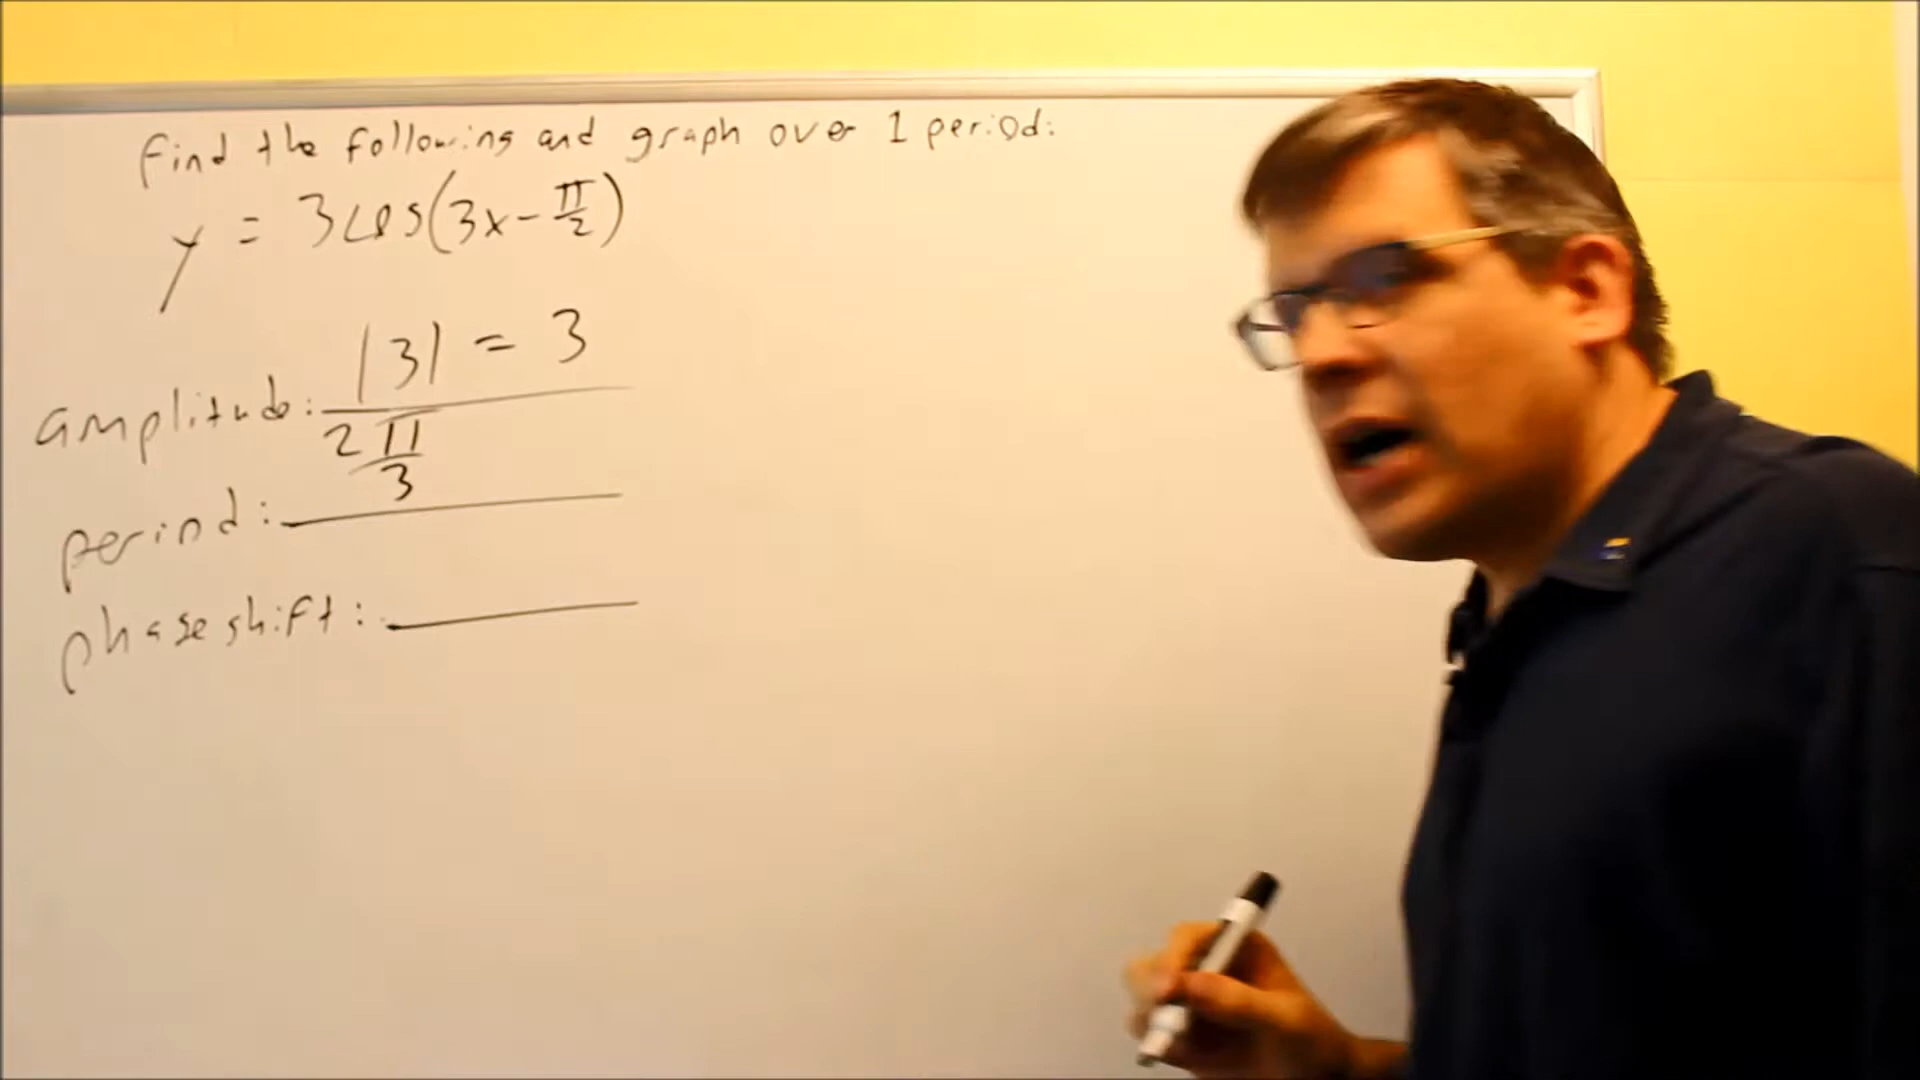 Find the following and graph over 1 period:
y = 3cos(3x - π/2)
amplitude: |3| = 3
period: 2π/3
phase shift: